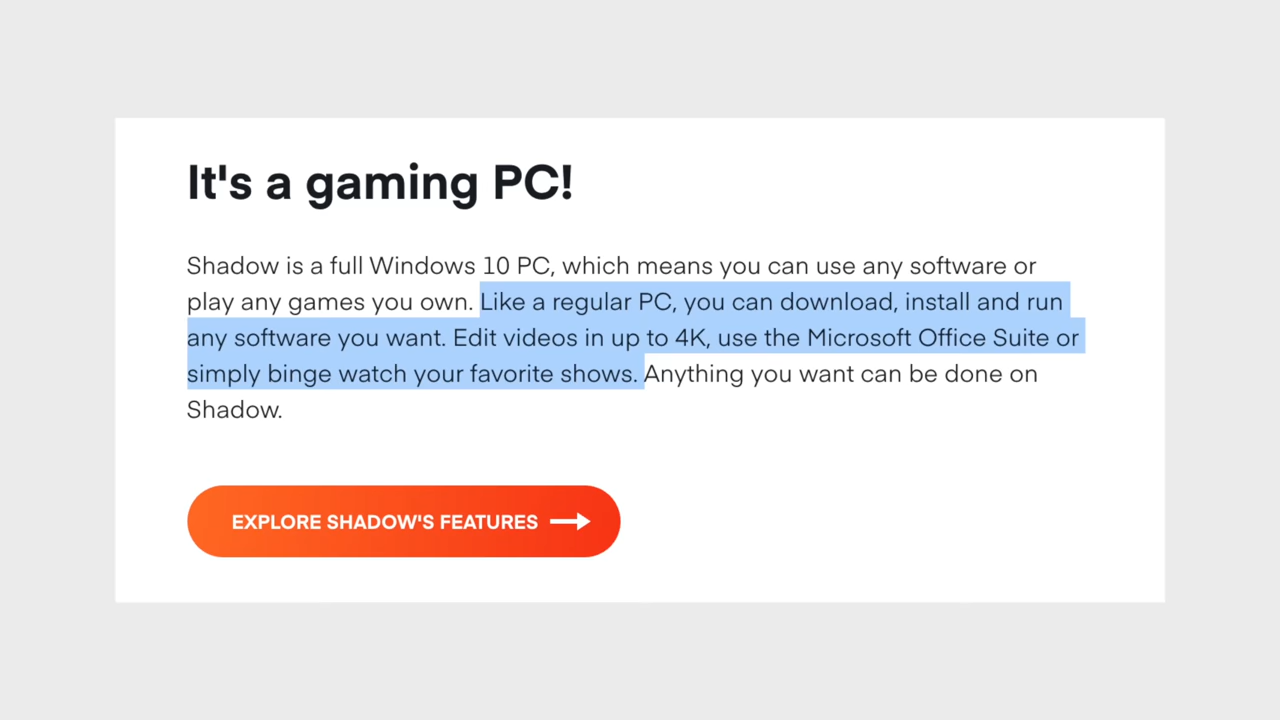 It's a gaming PC!
Shadow is a full Windows 10 PC, which means you can use any software or
play any games you own. Like a regular PC, you can download, install and run
any software you want. Edit videos in up to 4K, use the Microsoft Office Suite or
simply binge watch your favorite shows. Anything you want can be done on
Shadow.
EXPLORE SHADOW'S FEATURES